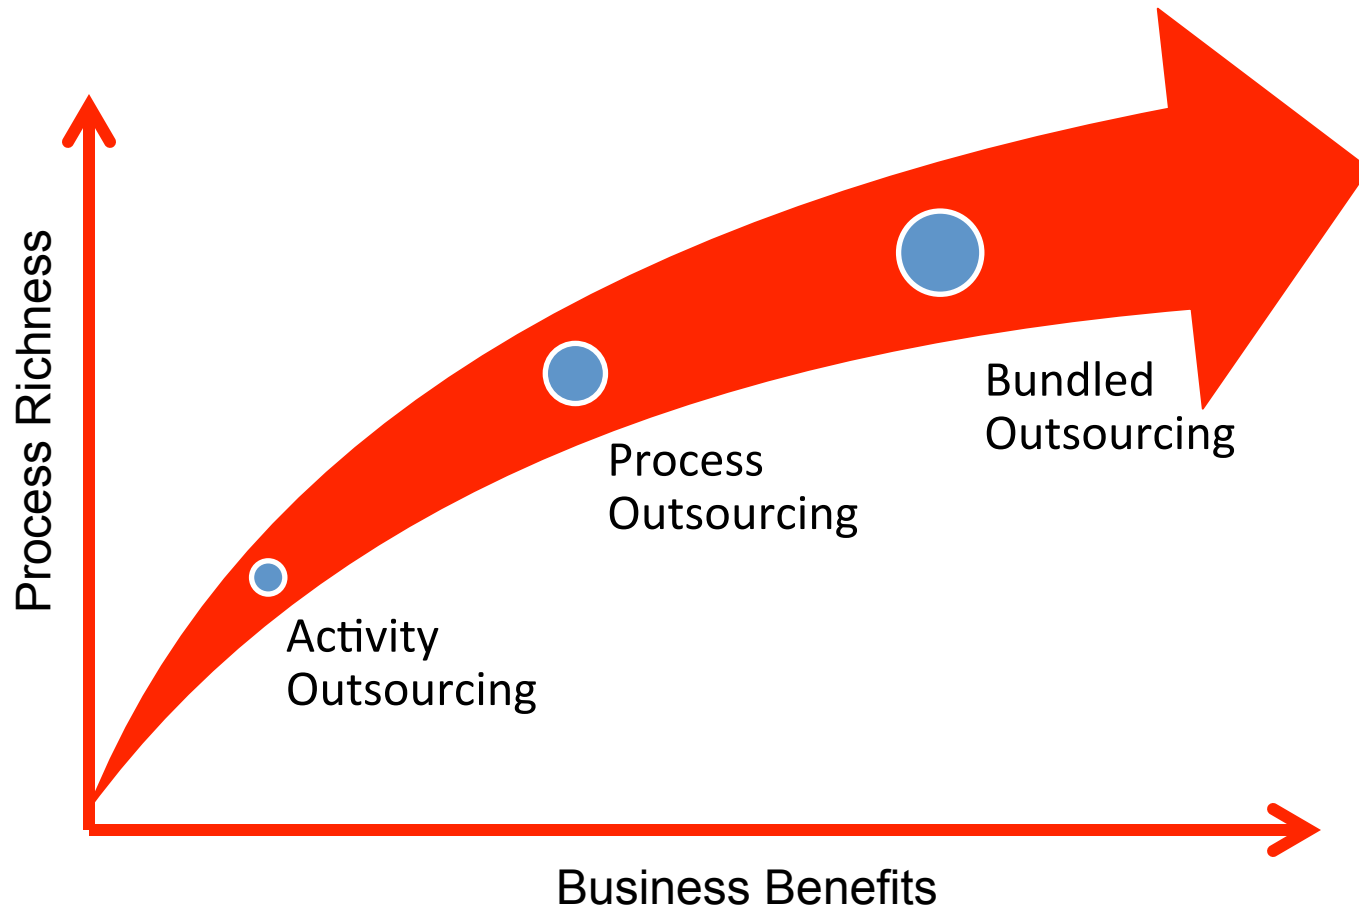 Process Richness
Bundled
Outsourcing
Process
Outsourcing
Activity
Outsourcing
Business Benefits